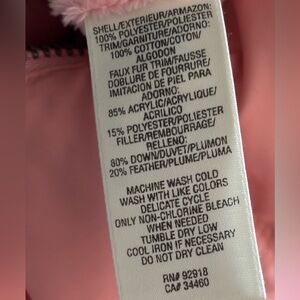 SHELL/EXTERIEUR/ARMAZON:
100% POLYESTER/POLIESTER
TRIM/GARNITURE/ADORNO:
100% COTTON/COTON/
ALGODON
FAUX FUR TRIM/FAUSSE
DOBLURE DE FOURRURE/
IMITACION DE PIEL PARA
ADORNO:
85% ACRYLIC/ACRYLIQUE/
ACRILICO
15% POLYESTER/POLIESTER
FILLER/REMBOURRAGE/
RELLENO:
80% DOWN/DUVET/PLUMON
20% FEATHER/PLUME/PLUMA
MACHINE WASH COLD
WASH WITH LIKE COLORS
DELICATE CYCLE
ONLY NON-CHLORINE BLEACH
WHEN NEEDED
TUMBLE DRY LOW
COOL IRON IF NECESSARY
DO NOT DRY CLEAN
RN# 92918
CA# 34460